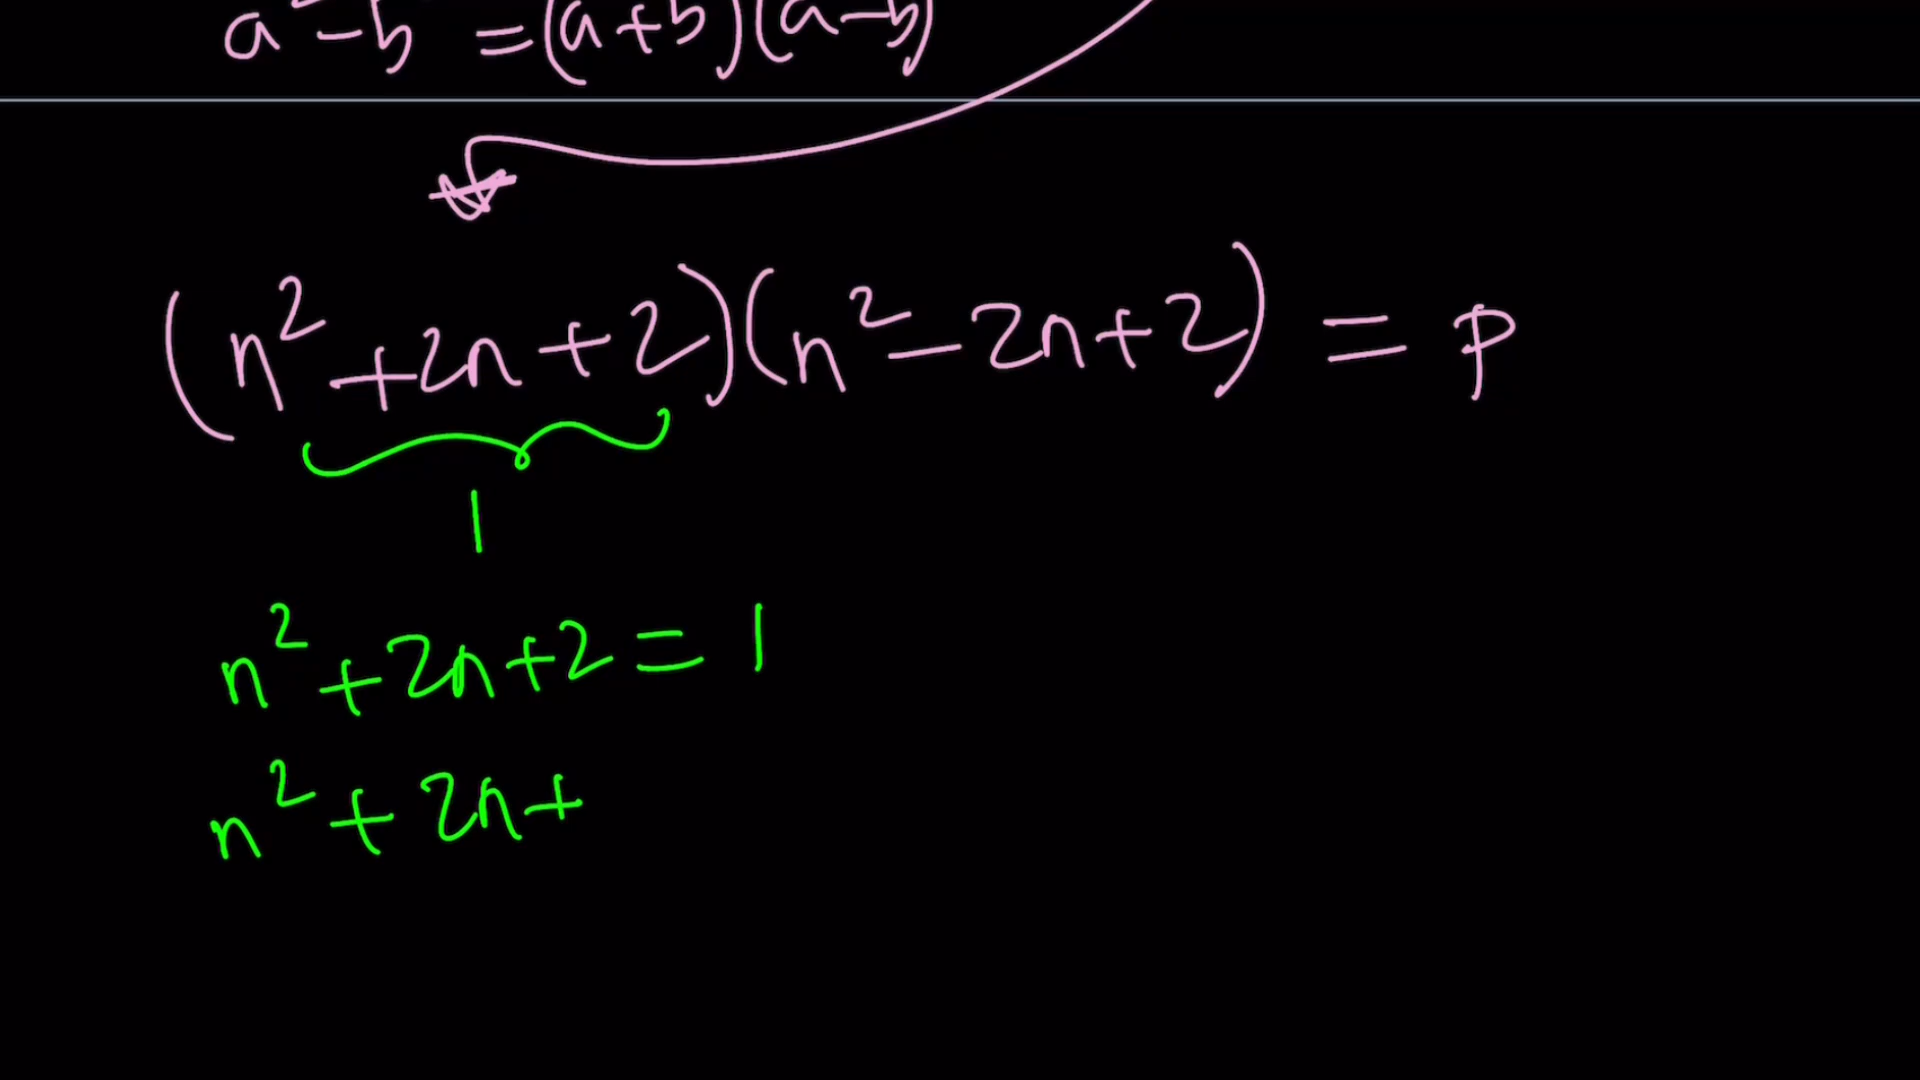 a² - b² = (a+b)(a-b)
(n² + 2n + 2)(n² - 2n + 2) = p
1
n² + 2n + 2 = 1
n² + 2n +